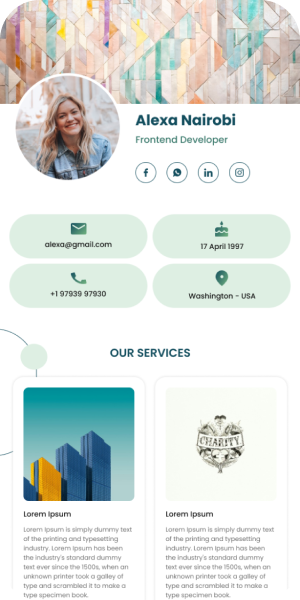 Alexa Nairobi
Frontend Developer
alexa@gmail.com
17 April 1997
+1 97939 97930
Washington - USA
OUR SERVICES
CHARITY
Lorem Ipsum
Lorem Ipsum is simply dummy text
of the printing and typesetting
industry. Lorem Ipsum has been
the industry's standard dummy
text ever since the 1500s, when an
unknown printer took a galley of
type and scrambled it to make a
type specimen book.
Lorem Ipsum
Lorem Ipsum is simply dummy text
of the printing and typesetting
industry. Lorem Ipsum has been
the industry's standard dummy
text ever since the 1500s, when an
unknown printer took a galley of
type and scrambled it to make a
type specimen book.